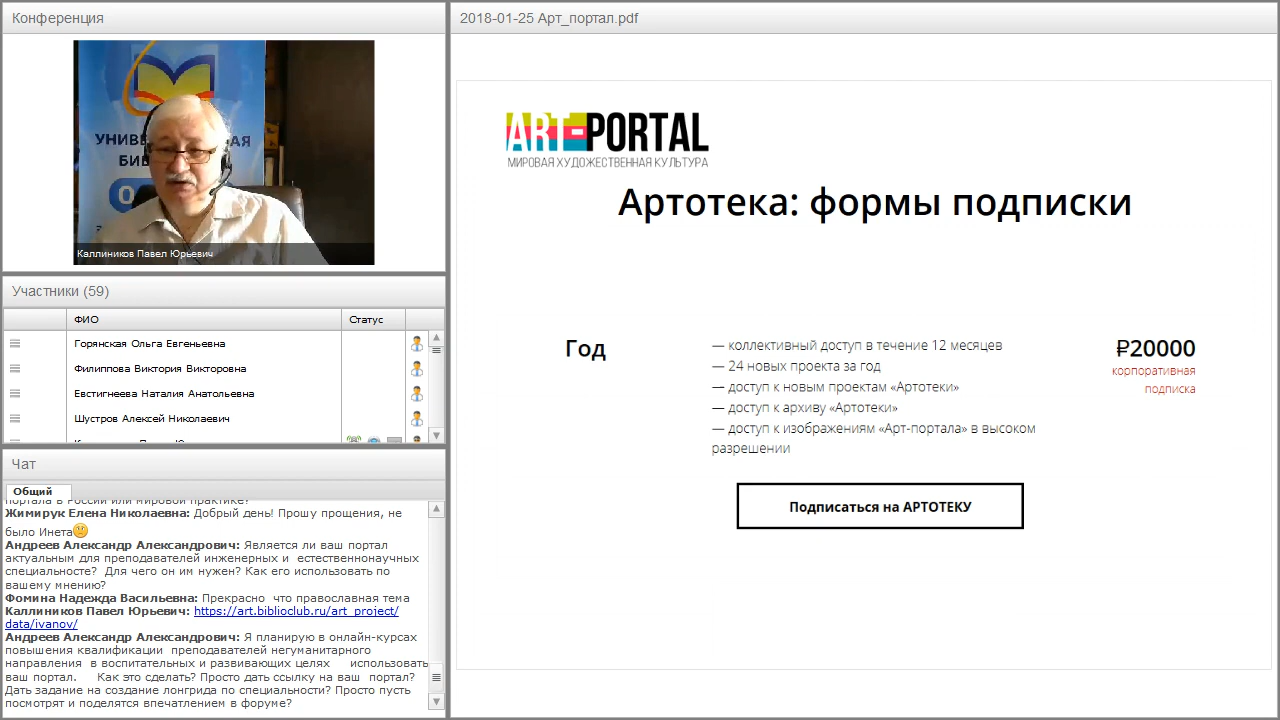 Конференция
УНИВЕ
АЯ
БИБ
Каллиников Павел Юрьевич
Участники (59)
ФИО
Статус
Горянская Ольга Евгеньевна
Филиппова Виктория Викторовна
Евстигнеева Наталия Анатольевна
Шустров Алексей Николаевич
Чат
Общий
портала в России или мировой практике?
Жимирук Елена Николаевна: Добрый день! Прошу прощения, не
было Инета
Андреев Александр Александрович: Является ли ваш портал
актуальным для преподавателей инженерных и естественнонаучных
специальносте? Для чего он им нужен? Как его использовать по
вашему мнению?
Фомина Надежда Васильевна: Прекрасно что православная тема
Каллиников Павел Юрьевич: https://art.biblioclub.ru/art_project/
data/ivanov/
Андреев Александр Александрович: Я планирую в онлайн-курсах
повышения квалификации преподавателей негуманитарного
направления в воспитательных и развивающих целях использовать
ваш портал. Как это сделать? Просто дать ссылку на ваш портал?
Дать задание на создание лонгрида по специальности? Просто пусть
посмотрят и поделятся впечатлением в форуме?
2018-01-25 Арт_портал.pdf
ART-PORTAL
МИРОВАЯ ХУДОЖЕСТВЕННАЯ КУЛЬТУРА
Артотека: формы подписки
Год
— коллективный доступ в течение 12 месяцев
— 24 новых проекта за год
— доступ к новым проектам «Артотеки»
— доступ к архиву «Артотеки»
— доступ к изображениям «Арт-портала» в высоком
разрешении
₽20000
корпоративная
подписка
Подписаться на АРТОТЕКУ